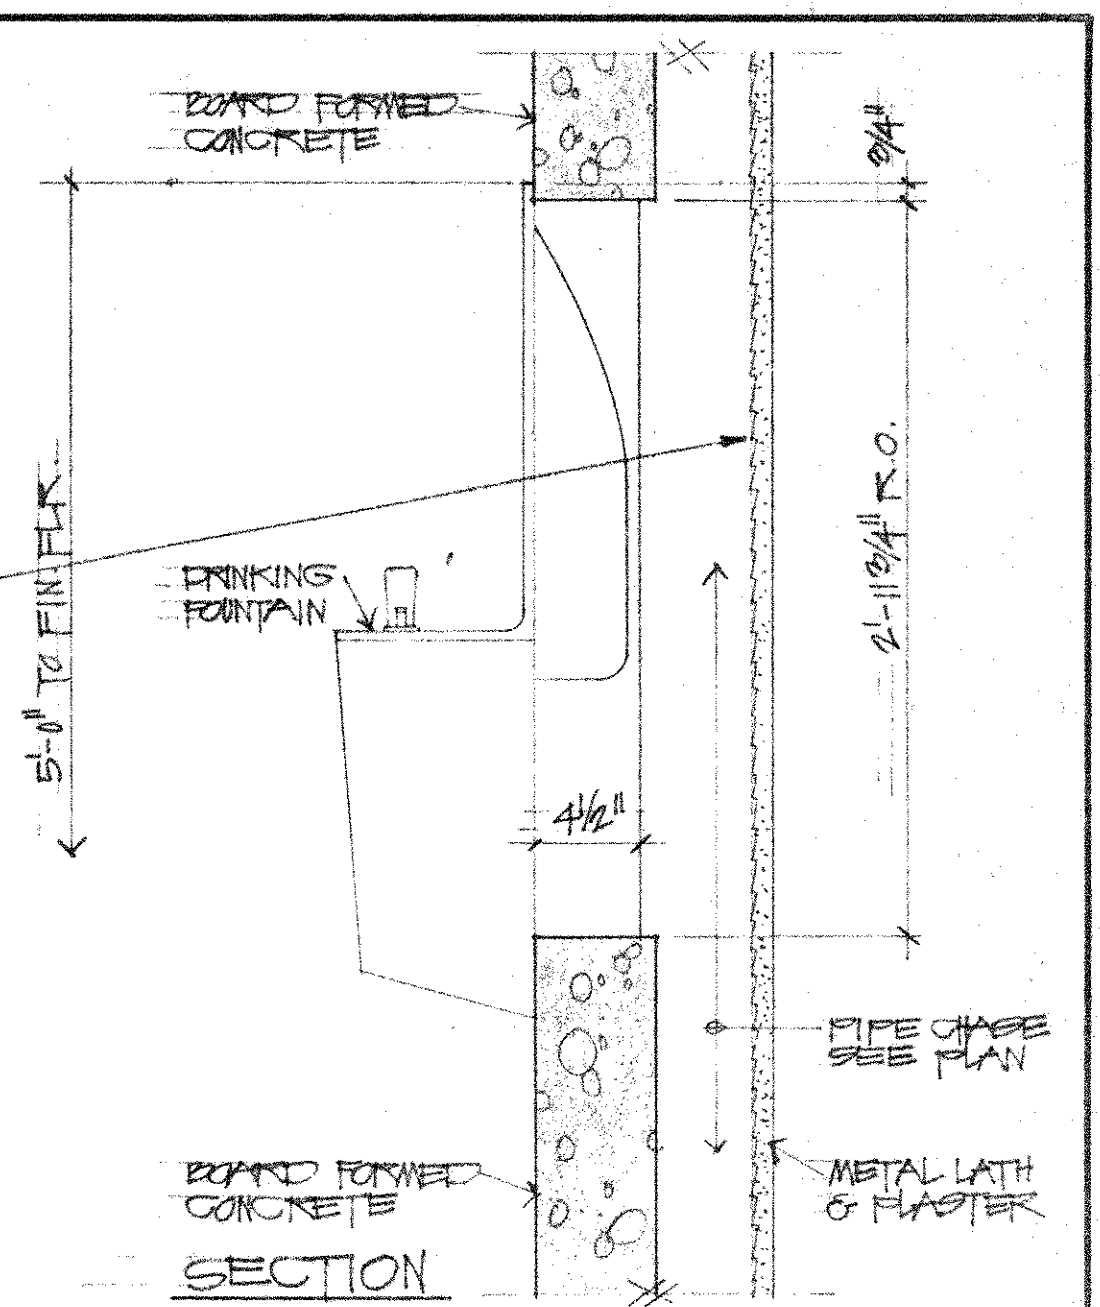 BOARD FORMED
CONCRETE
3/4"
5'-0" TO FIN. FLR.
DRINKING
FOUNTAIN
2'-11 3/4" R.O.
4 1/2"
PIPE CHASE
SEE PLAN
BOARD FORMED
CONCRETE
METAL LATH
& PLASTER
SECTION